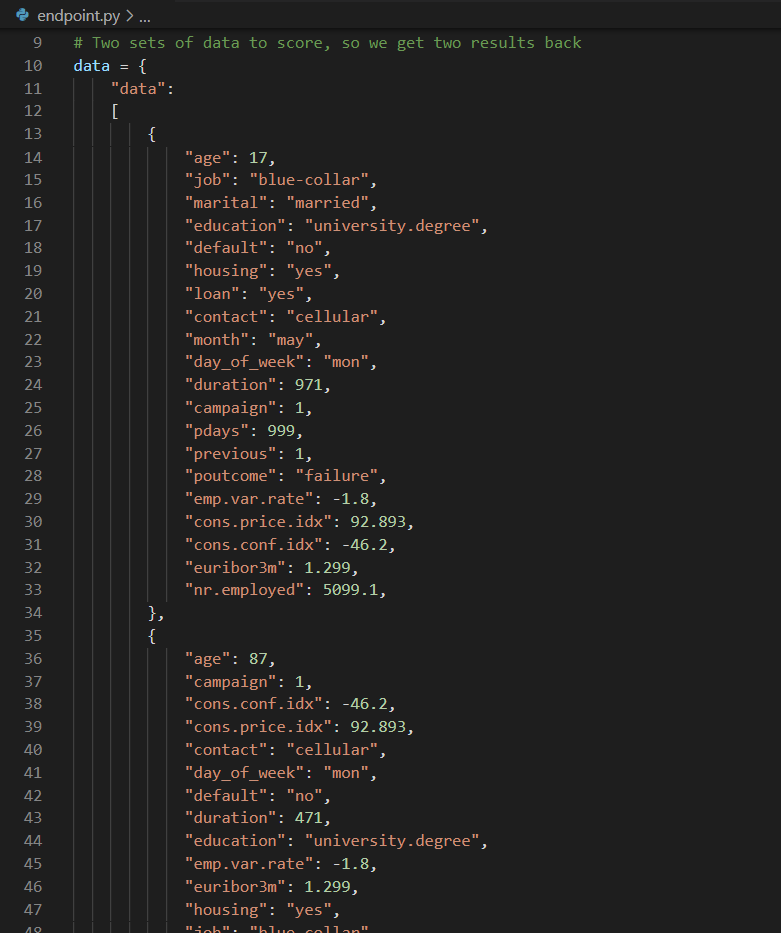 endpoint.py > ...
9 # Two sets of data to score, so we get two results back
10 data = {
11 "data":
12 [
13 {
14 "age": 17,
15 "job": "blue-collar",
16 "marital": "married",
17 "education": "university.degree",
18 "default": "no",
19 "housing": "yes",
20 "loan": "yes",
21 "contact": "cellular",
22 "month": "may",
23 "day_of_week": "mon",
24 "duration": 971,
25 "campaign": 1,
26 "pdays": 999,
27 "previous": 1,
28 "poutcome": "failure",
29 "emp.var.rate": -1.8,
30 "cons.price.idx": 92.893,
31 "cons.conf.idx": -46.2,
32 "euribor3m": 1.299,
33 "nr.employed": 5099.1,
34 },
35 {
36 "age": 87,
37 "campaign": 1,
38 "cons.conf.idx": -46.2,
39 "cons.price.idx": 92.893,
40 "contact": "cellular",
41 "day_of_week": "mon",
42 "default": "no",
43 "duration": 471,
44 "education": "university.degree",
45 "emp.var.rate": -1.8,
46 "euribor3m": 1.299,
47 "housing": "yes",
48 "job": "blue-collar"